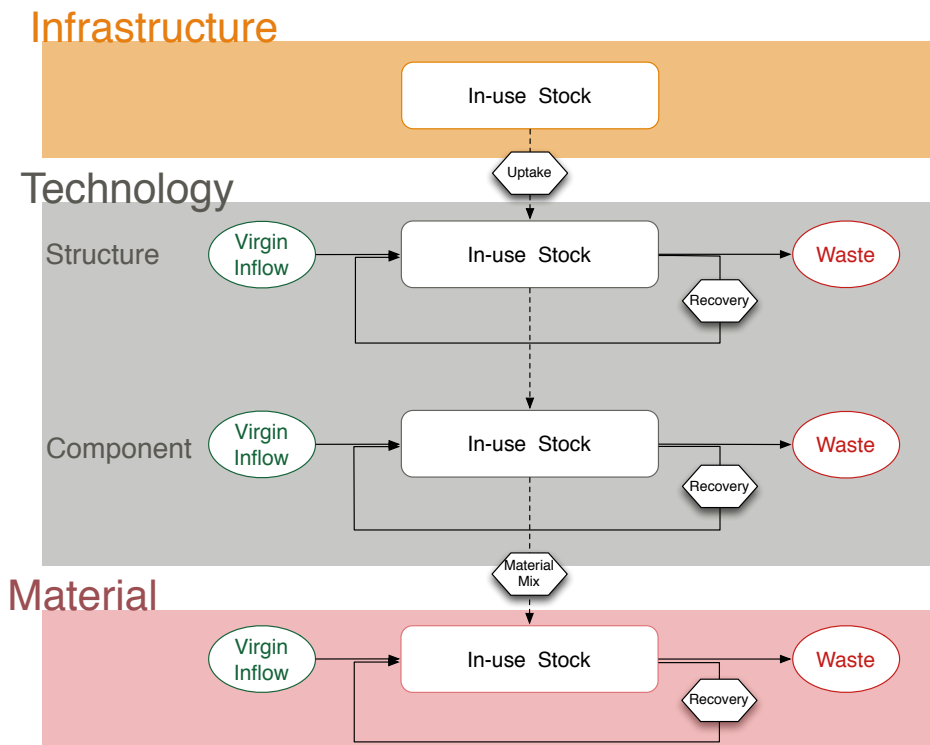 Infrastructure
In-use Stock
Uptake
Technology
Structure
Virgin
Inflow
In-use Stock
Waste
Recovery
Component
Virgin
Inflow
In-use Stock
Waste
Recovery
Material
Mix
Material
Virgin
Inflow
In-use Stock
Waste
Recovery